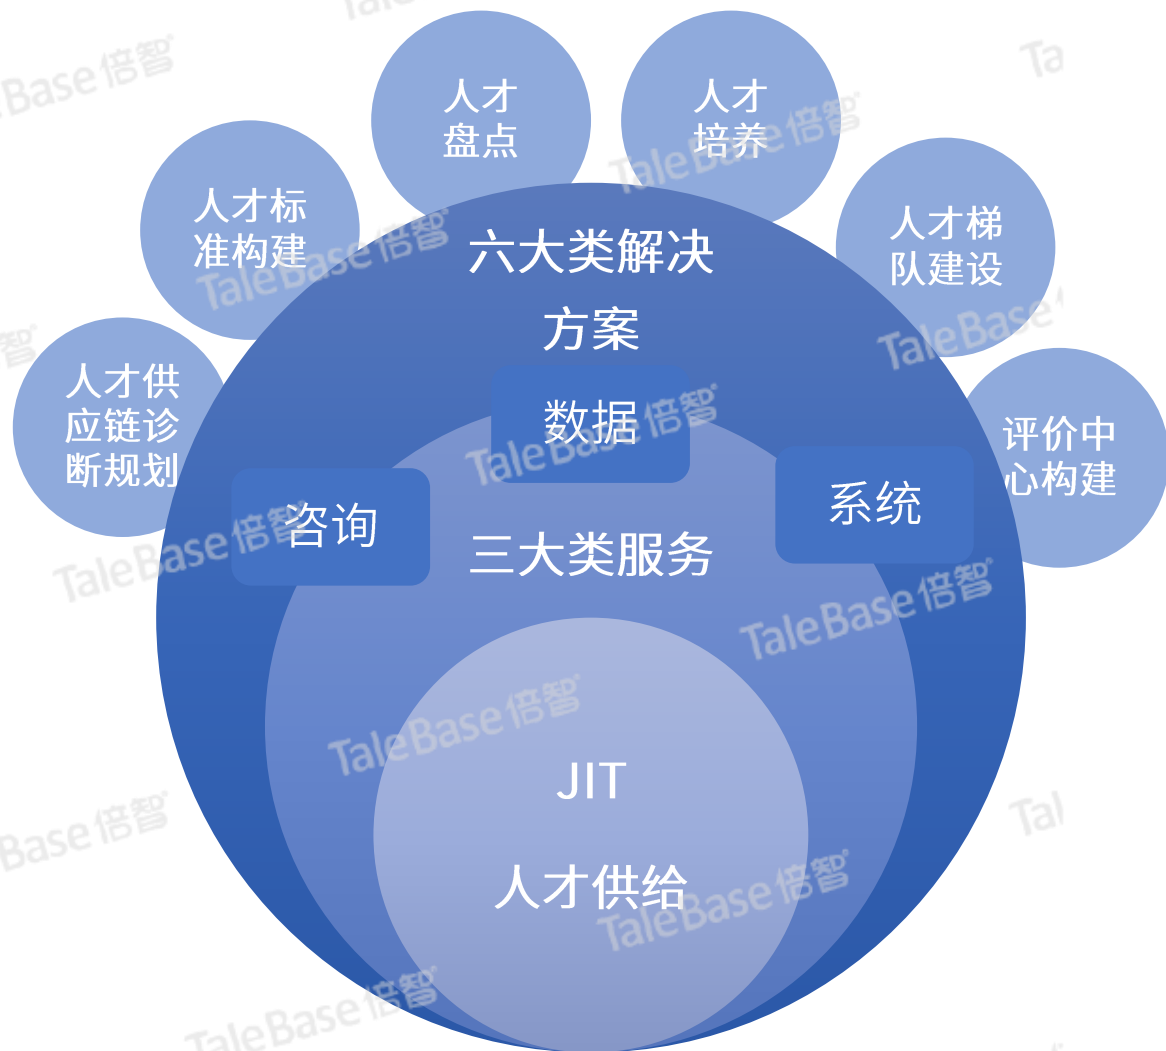 人才
盘点
人才
培养
人才标
准构建
人才梯
队建设
人才供
应链诊
断规划
评价中
心构建
六大类解决
方案
数据
咨询
系统
三大类服务
JIT
人才供给
TaleBase倍智